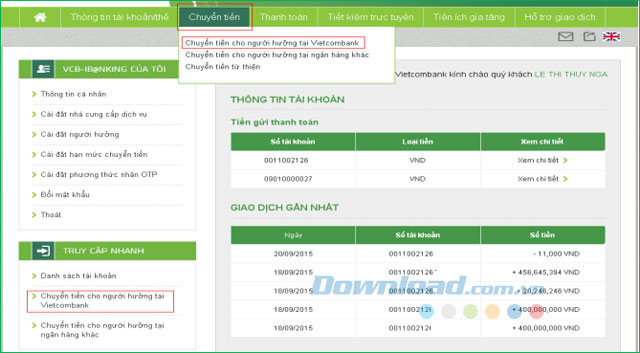 Thông tin tài khoản/thẻ Chuyển tiền Thanh toán Tiết kiệm trực tuyến Tiện ích gia tăng Hỗ trợ giao dịch
Chuyển tiền cho người hưởng tại Vietcombank
Chuyển tiền cho người hưởng tại ngân hàng khác
Chuyển tiền từ thiện
Vietcombank kính chào quý khách LE THI THUY NGA
VCB-IB@NKING CỦA TÔI
Thông tin cá nhân
Cài đặt nhà cung cấp dịch vụ
Cài đặt người hưởng
Cài đặt hạn mức chuyển tiền
Cài đặt phương thức nhận OTP
Đổi mật khẩu
Thoát
TRUY CẬP NHANH
Danh sách tài khoản
Chuyển tiền cho người hưởng tại
Vietcombank
Chuyển tiền cho người hưởng tại
ngân hàng khác
THÔNG TIN TÀI KHOẢN
Tiền gửi thanh toán
Số tài khoản Loại tiền Xem chi tiết
0011002126 VND Xem chi tiết
09010000027 VND Xem chi tiết
GIAO DỊCH GẦN NHẤT
Ngày Số tài khoản Số tiền
20/09/2015 0011002126 - 11,000 VND
18/09/2015 0011002126 + 456,645,394 VND
18/09/2015 0011002126 + 20,246,248 VND
18/09/2015 001100212 + 400,000,000 VND
18/09/2015 001100212 + 400,000,000 VND
Download.com.vn